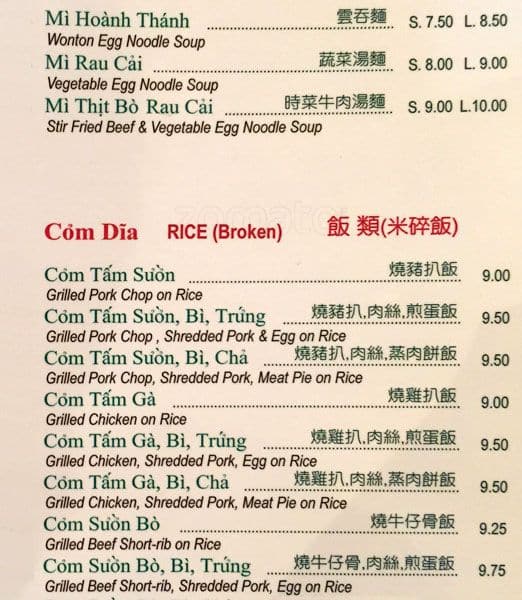 Mì Hoành Thánh 雲吞麵 S. 7.50 L. 8.50
Wonton Egg Noodle Soup
Mì Rau Cải 蔬菜湯麵 S. 8.00 L. 9.00
Vegetable Egg Noodle Soup
Mì Thịt Bò Rau Cải 時菜牛肉湯麵 S. 9.00 L.10.00
Stir Fried Beef & Vegetable Egg Noodle Soup
zomato
Cỏm Dĩa RICE (Broken) 飯 類(米碎飯)
Cỏm Tấm Sườn 燒豬扒飯 9.00
Grilled Pork Chop on Rice
Cỏm Tấm Sườn, Bì, Trứng 燒豬扒,肉絲,煎蛋飯 9.50
Grilled Pork Chop , Shredded Pork & Egg on Rice
Cỏm Tấm Sườn, Bì, Chả 燒豬扒,肉絲,蒸肉餅飯 9.50
Grilled Pork Chop, Shredded Pork, Meat Pie on Rice
Cỏm Tấm Gà 燒雞扒飯 9.00
Grilled Chicken on Rice
Cỏm Tấm Gà, Bì, Trứng 燒雞扒,肉絲,煎蛋飯 9.50
Grilled Chicken, Shredded Pork, Egg on Rice
Cỏm Tấm Gà, Bì, Chả 燒雞扒,肉絲,蒸肉餅飯 9.50
Grilled Chicken, Shredded Pork, Meat Pie on Rice
Cỏm Sườn Bò 燒牛仔骨飯 9.25
Grilled Beef Short-rib on Rice
Cỏm Sườn Bò, Bì, Trứng 燒牛仔骨,肉絲,煎蛋飯 9.75
Grilled Beef Short-rib, Shredded Pork, Egg on Rice